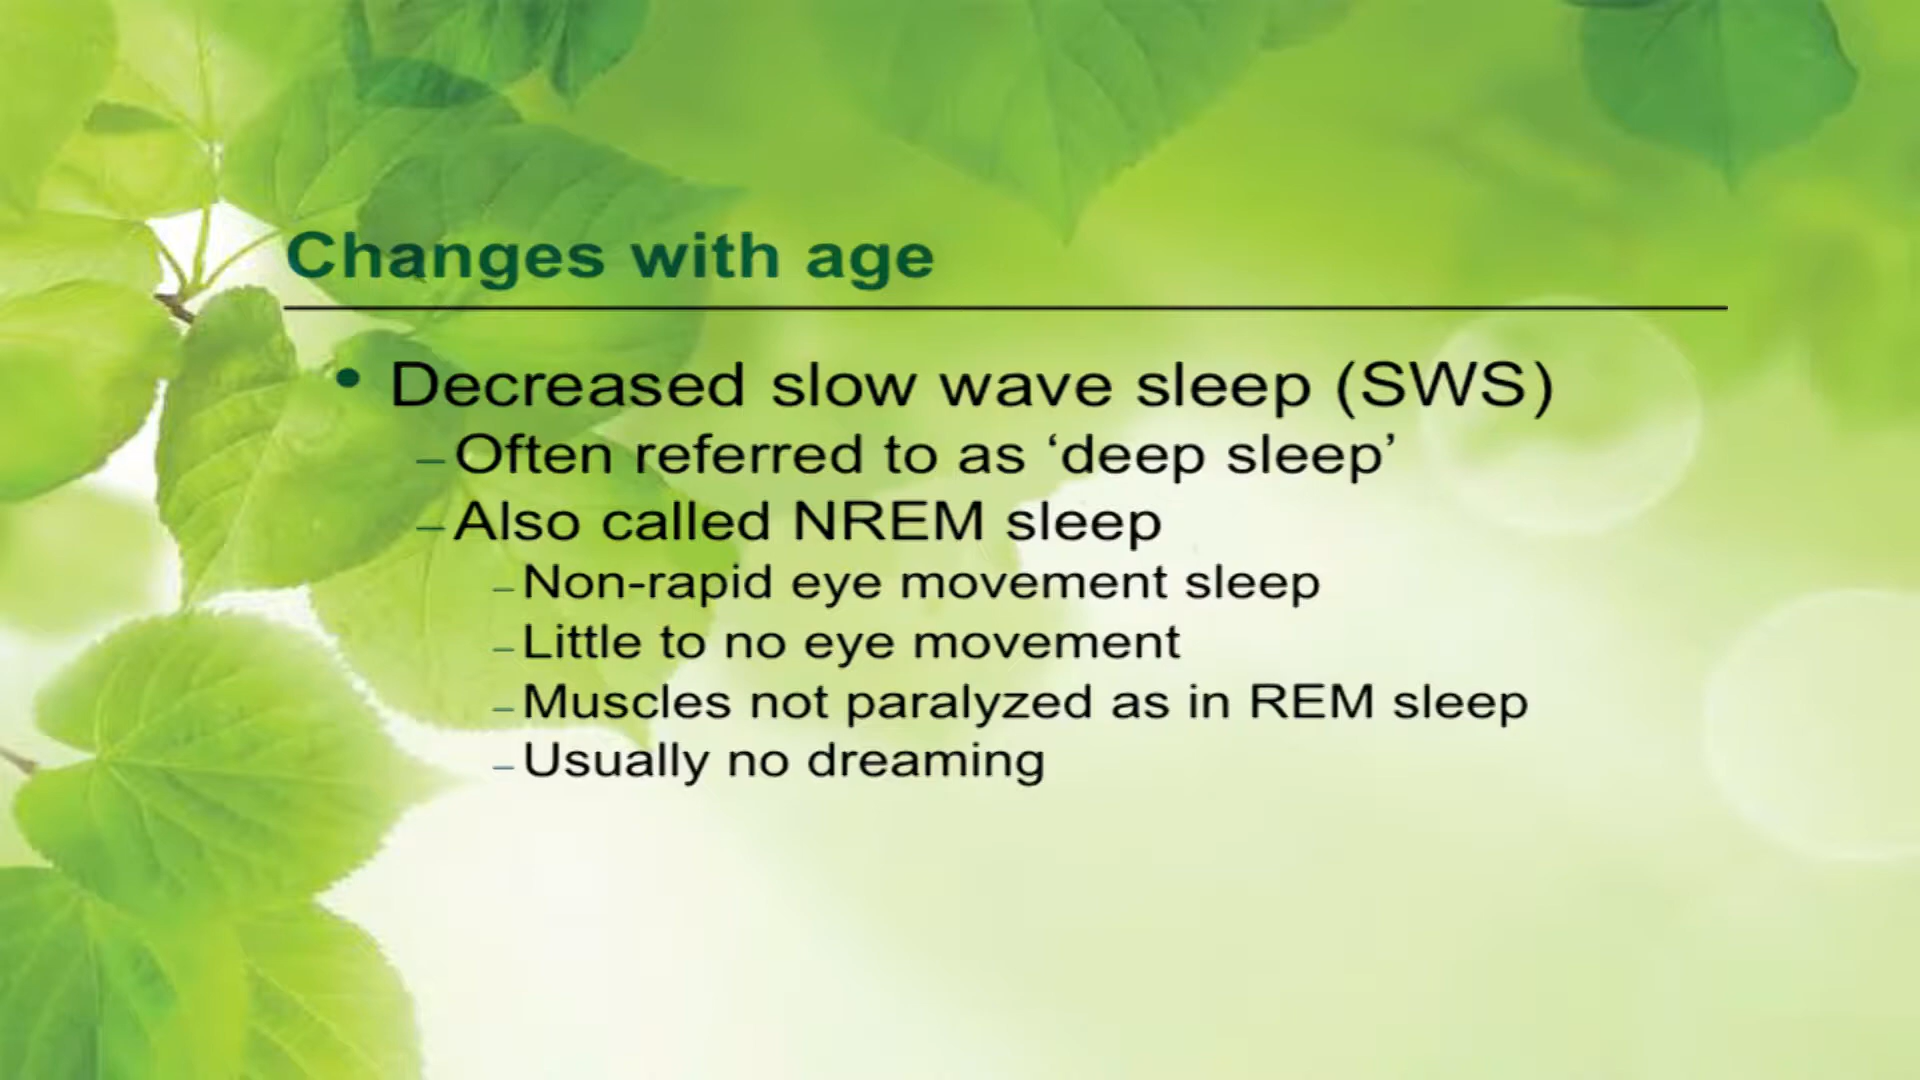 Changes with age
• Decreased slow wave sleep (SWS)
– Often referred to as ‘deep sleep’
– Also called NREM sleep
– Non-rapid eye movement sleep
– Little to no eye movement
– Muscles not paralyzed as in REM sleep
– Usually no dreaming